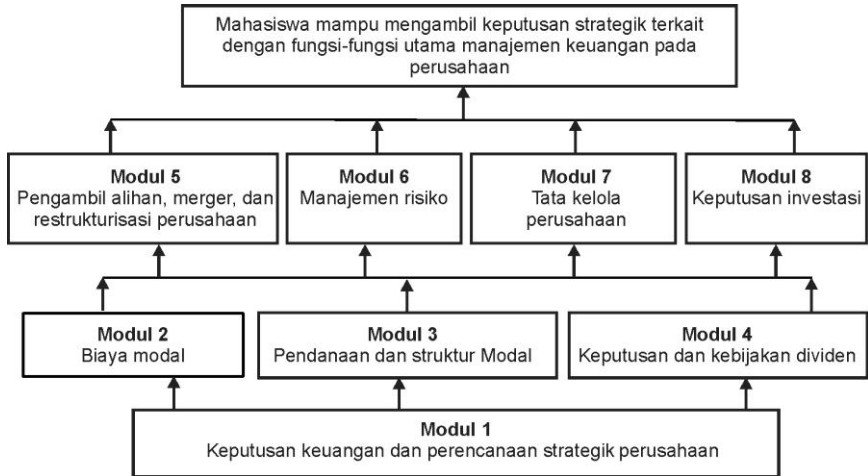 Mahasiswa mampu mengambil keputusan strategik terkait
dengan fungsi-fungsi utama manajemen keuangan pada
perusahaan
Modul 5
Pengambil alihan, merger, dan
restrukturisasi perusahaan
Modul 6
Manajemen risiko
Modul 7
Tata kelola
perusahaan
Modul 8
Keputusan investasi
Modul 2
Biaya modal
Modul 3
Pendanaan dan struktur Modal
Modul 4
Keputusan dan kebijakan dividen
Modul 1
Keputusan keuangan dan perencanaan strategik perusahaan